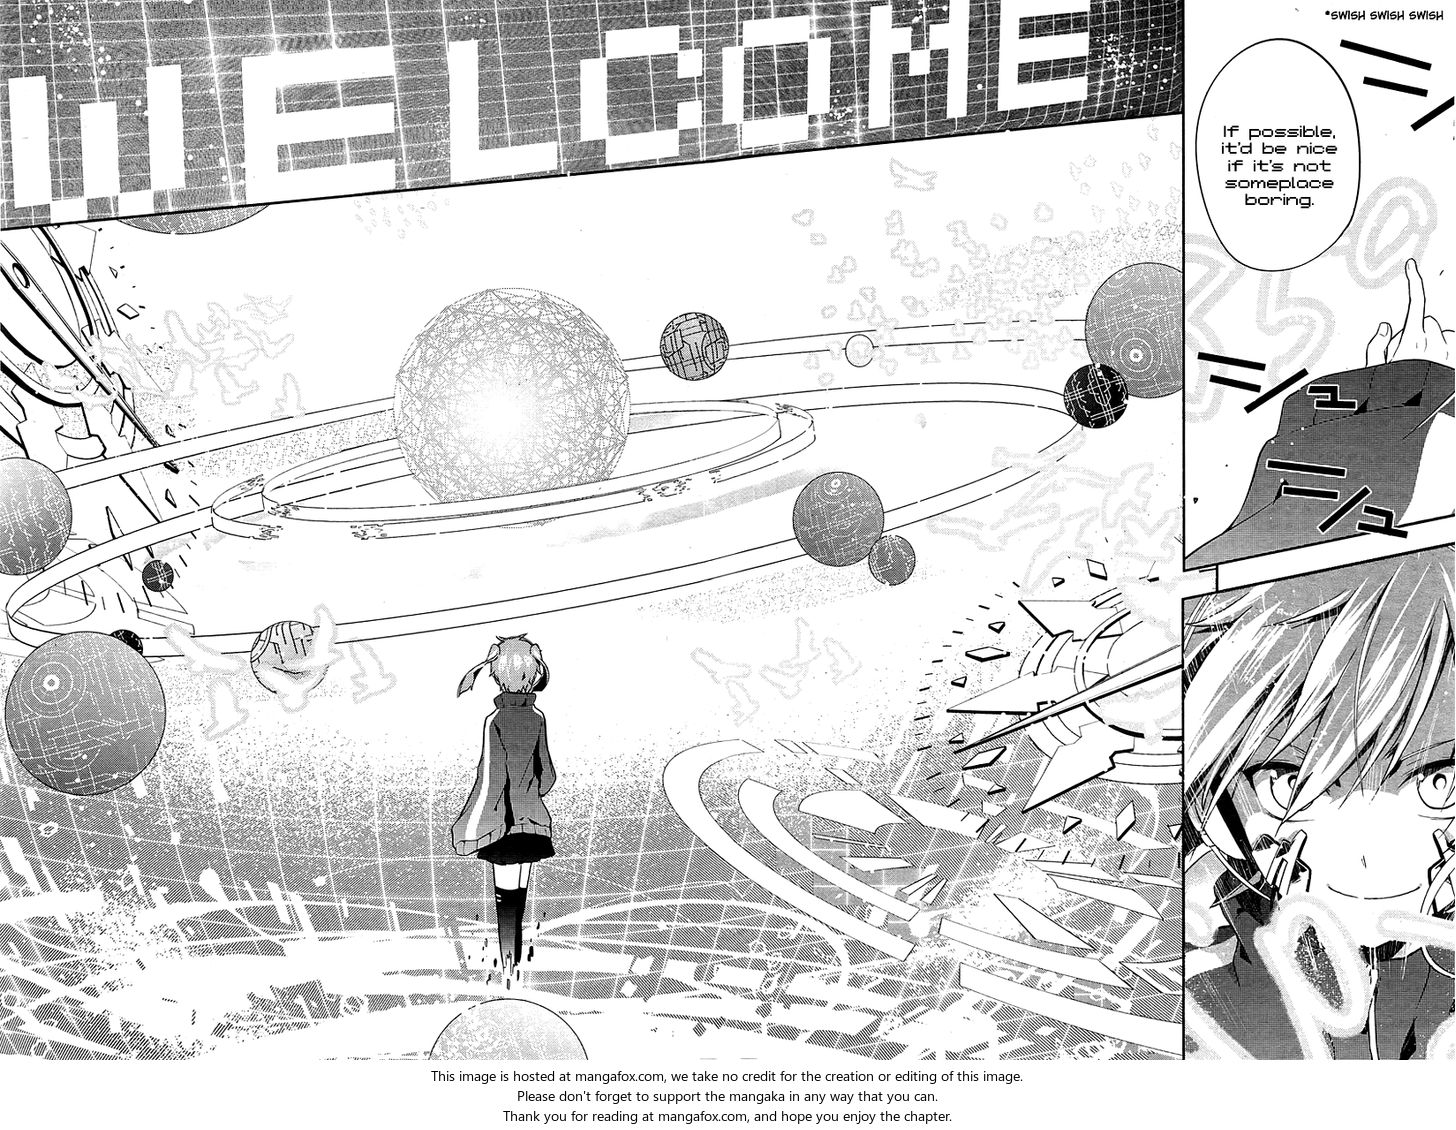 *SWISH SWISH SWISH
If possible,
it'd be nice
if it's not
someplace
boring.
WELCOME
This image is hosted at mangafox.com, we take no credit for the creation or editing of this image.
Please don't forget to support the mangaka in any way that you can.
Thank you for reading at mangafox.com, and hope you enjoy the chapter.